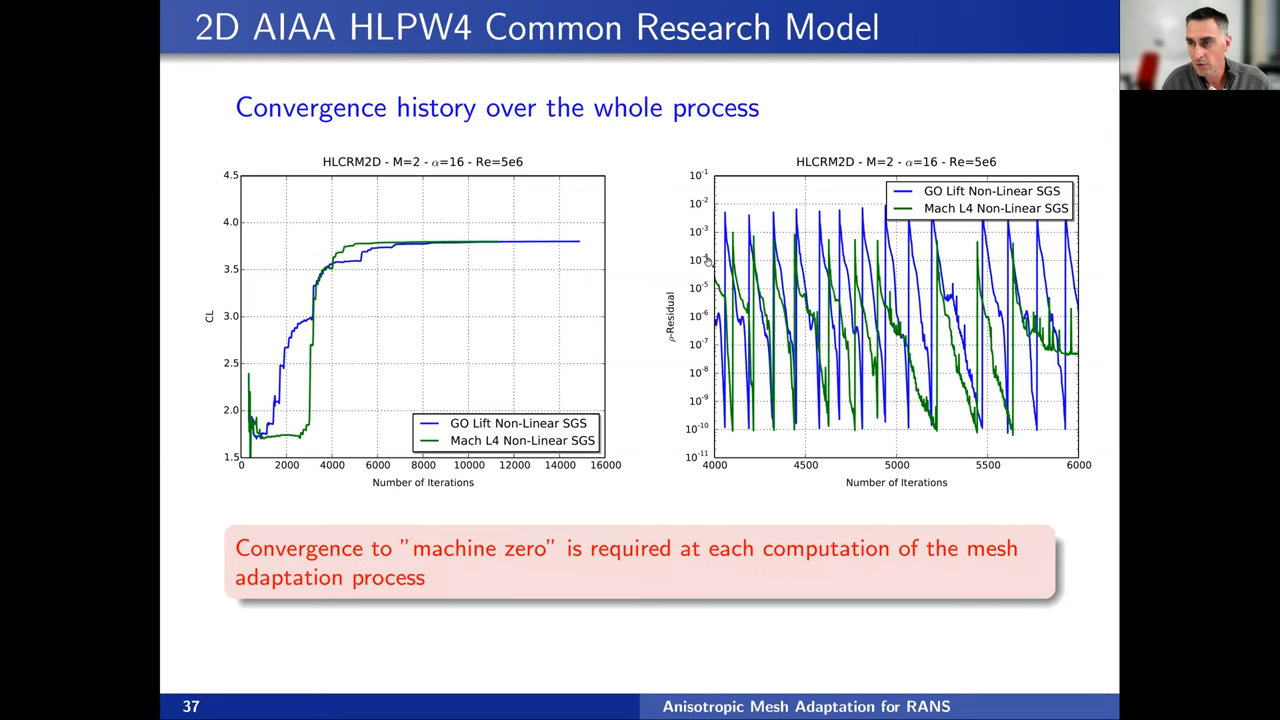 2D AIAA HLPW4 Common Research Model
Convergence history over the whole process
HLCRM2D - M=2 - α=16 - Re=5e6
4.5
4.0
3.5
3.0
2.5
2.0
1.5
CL
0 2000 4000 6000 8000 10000 12000 14000 16000
Number of Iterations
GO Lift Non-Linear SGS
Mach L4 Non-Linear SGS
HLCRM2D - M=2 - α=16 - Re=5e6
10⁻¹
10⁻²
10⁻³
10⁻⁴
10⁻⁵
10⁻⁶
10⁻⁷
10⁻⁸
10⁻⁹
10⁻¹⁰
10⁻¹¹
ρ-Residual
4000 4500 5000 5500 6000
Number of Iterations
GO Lift Non-Linear SGS
Mach L4 Non-Linear SGS
Convergence to "machine zero" is required at each computation of the mesh
adaptation process
37
Anisotropic Mesh Adaptation for RANS